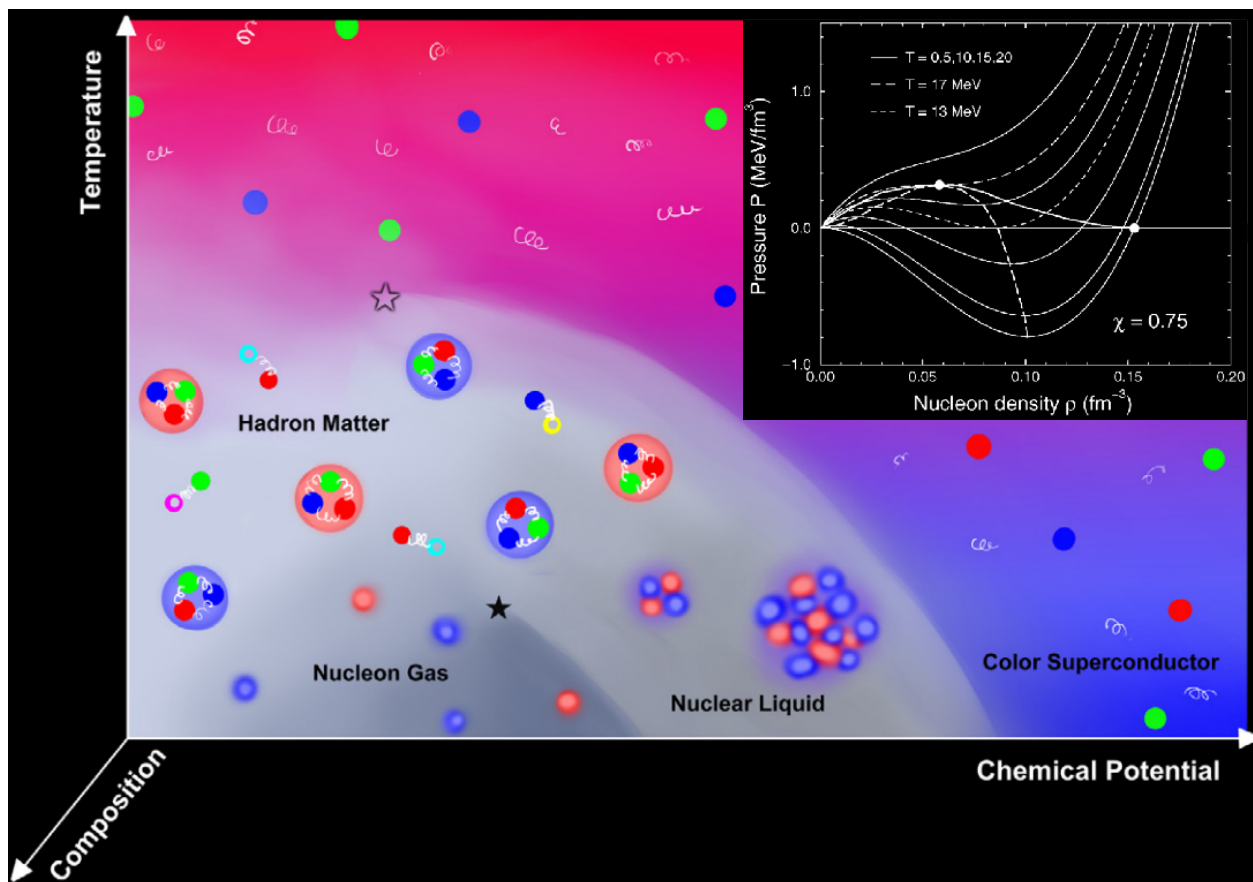 Temperature
Hadron Matter
Nucleon Gas
Nuclear Liquid
Color Superconductor
Chemical Potential
Composition
T = 0.5,10.15,20
T = 17 MeV
T = 13 MeV
Pressure P (MeV/fm³)
1.0
0.0
−1.0
χ = 0.75
0.00 0.05 0.10 0.15 0.20
Nucleon density ρ (fm⁻³)